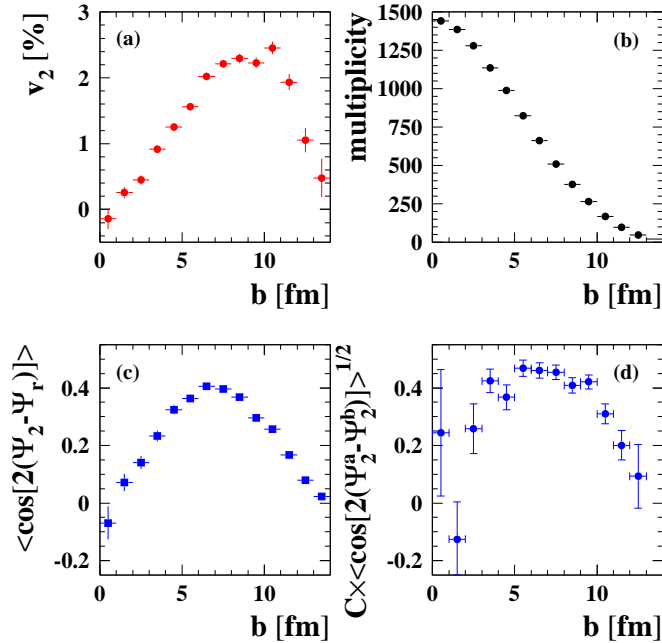 v2 [%]
(a)
3
2
1
0
0 5 10
b [fm]
multiplicity
(b)
1500
1250
1000
750
500
250
0
0 5 10
b [fm]
<cos[2(Ψ2-Ψr)]>
(c)
0.4
0.2
0
-0.2
0 5 10
b [fm]
C×<cos[2(Ψ2^a-Ψ2^b)]>^1/2
(d)
0.4
0.2
0
-0.2
0 5 10
b [fm]